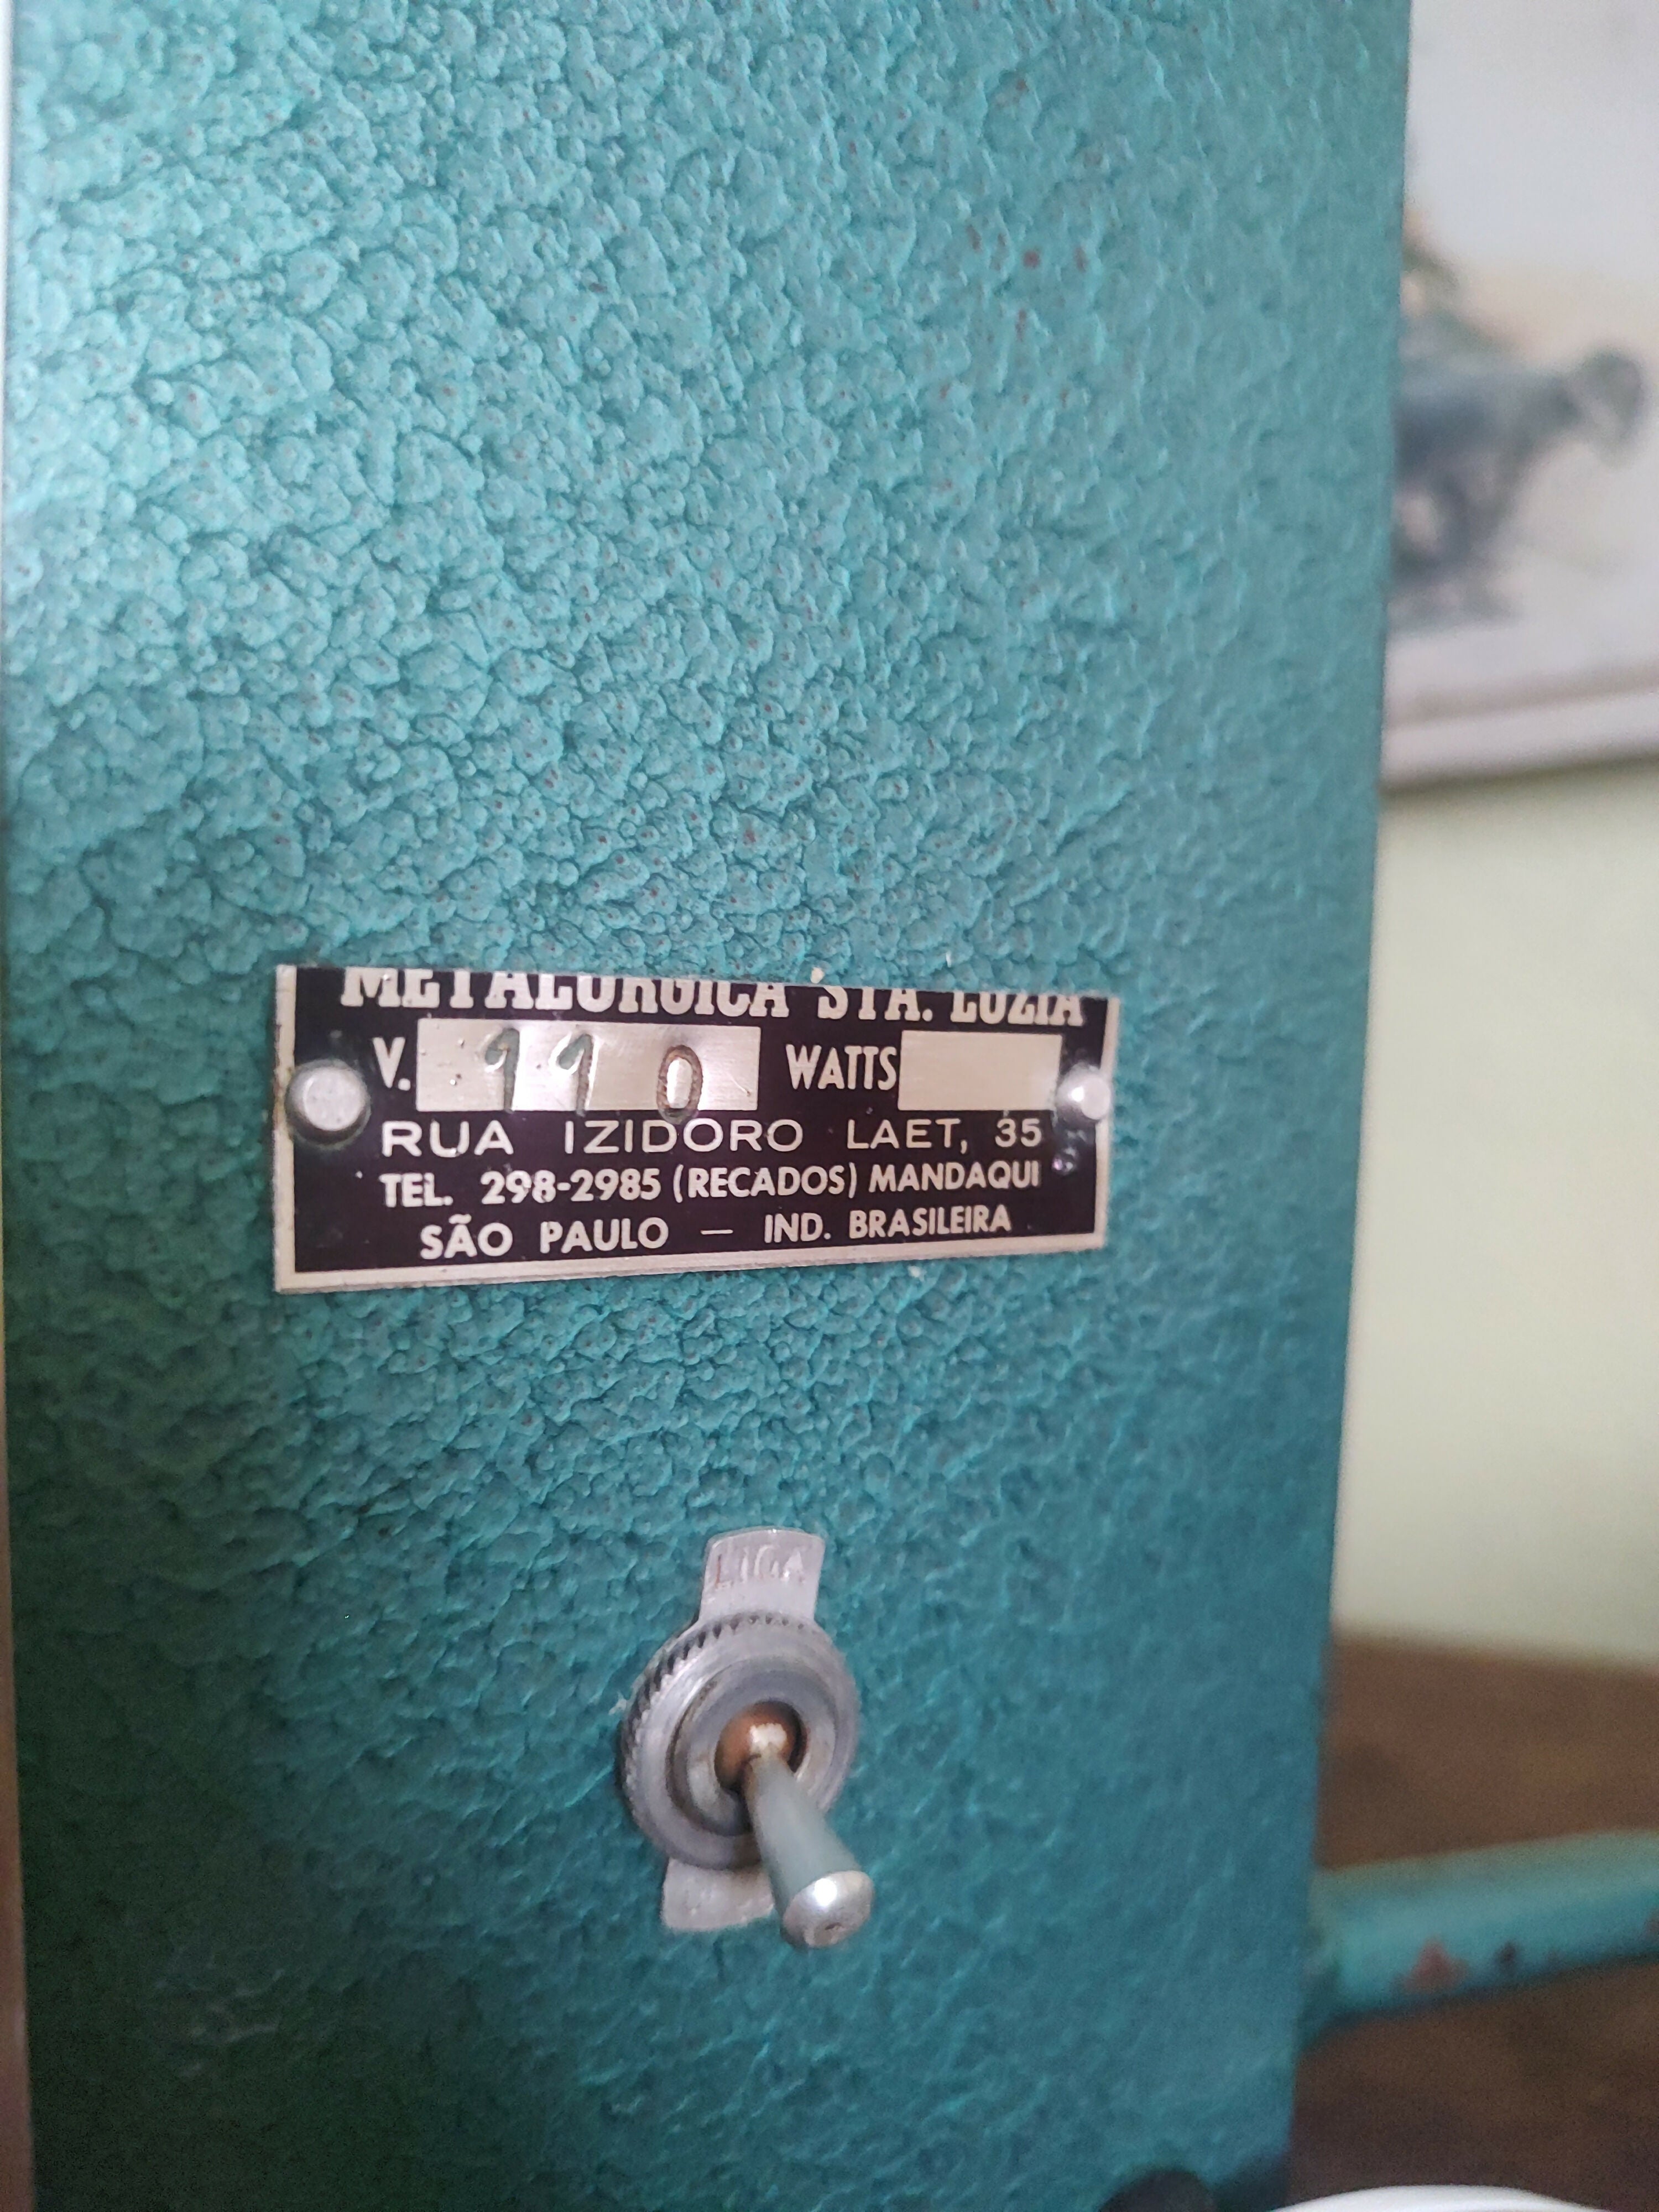 METALÚRGICA STA. LUZIA
V. 110 WATTS
RUA IZIDORO LAET, 35
TEL. 298-2985 (RECADOS) MANDAQUI
SÃO PAULO — IND. BRASILEIRA
LIGA